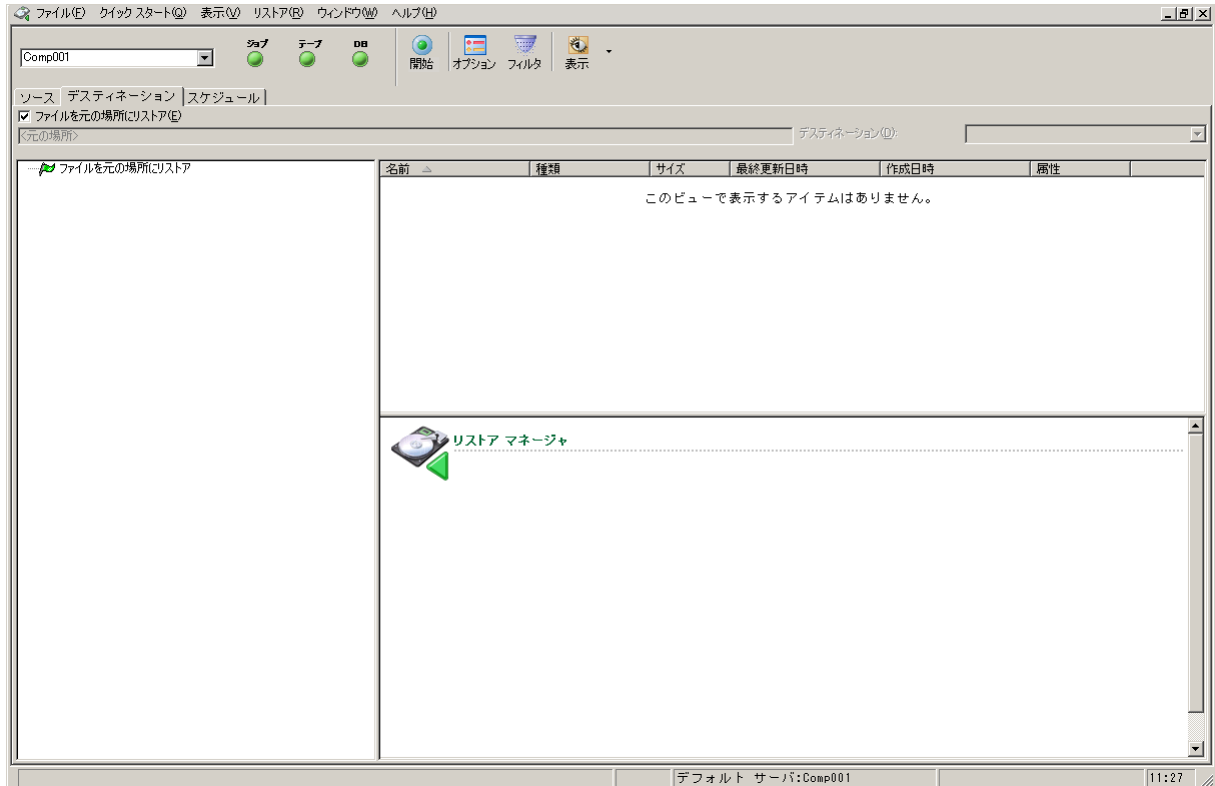 ファイル(F) クイック スタート(Q) 表示(V) リストア(R) ウィンドウ(W) ヘルプ(H)
Comp001
ジョブ テープ DB
開始 オプション フィルタ 表示
ソース デスティネーション スケジュール
ファイルを元の場所にリストア(E)
<元の場所> デスティネーション(D):
ファイルを元の場所にリストア
名前 種類 サイズ 最終更新日時 作成日時 属性
このビューで表示するアイテムはありません。
リストア マネージャ
デフォルト サーバ:Comp001 11:27